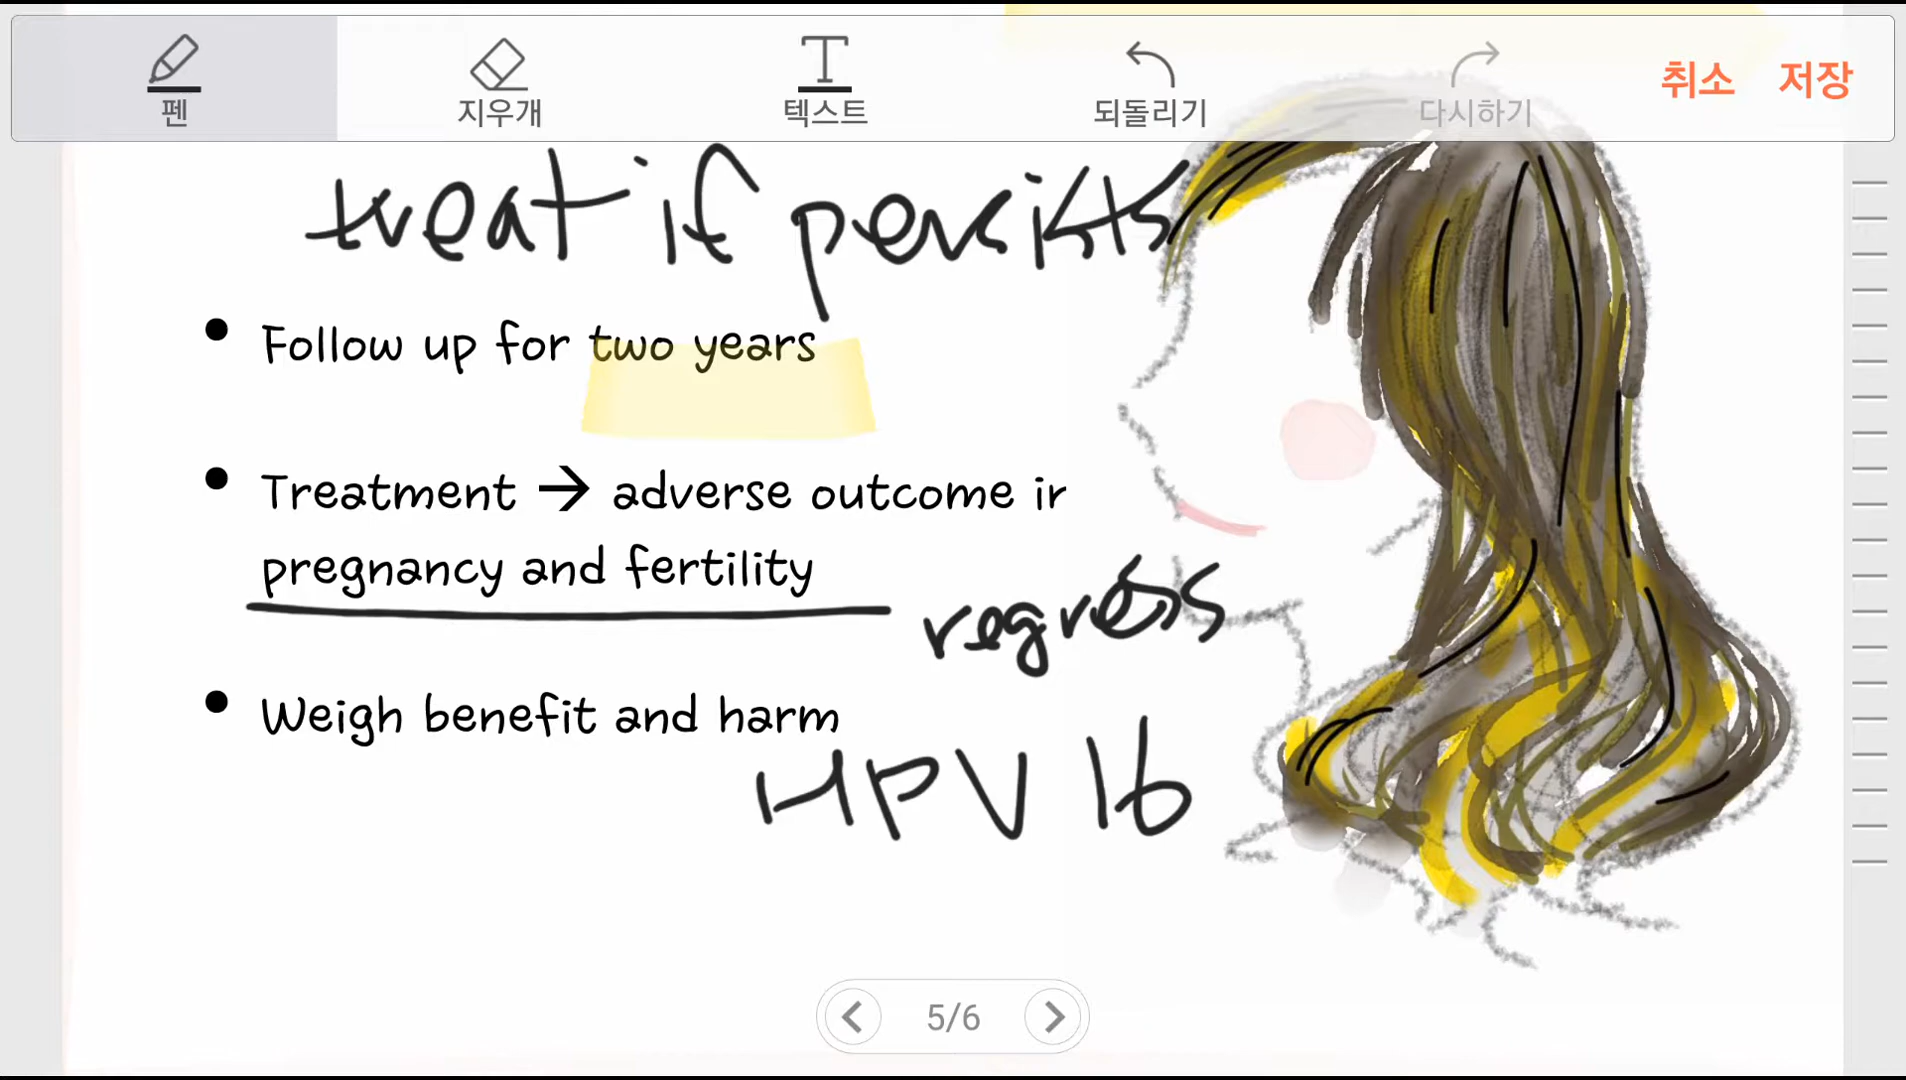 펜 지우개 텍스트 되돌리기 다시하기 취소 저장
treat if persists
• Follow up for two years
• Treatment → adverse outcome in
pregnancy and fertility
regress
• Weigh benefit and harm
HPV 16
5/6